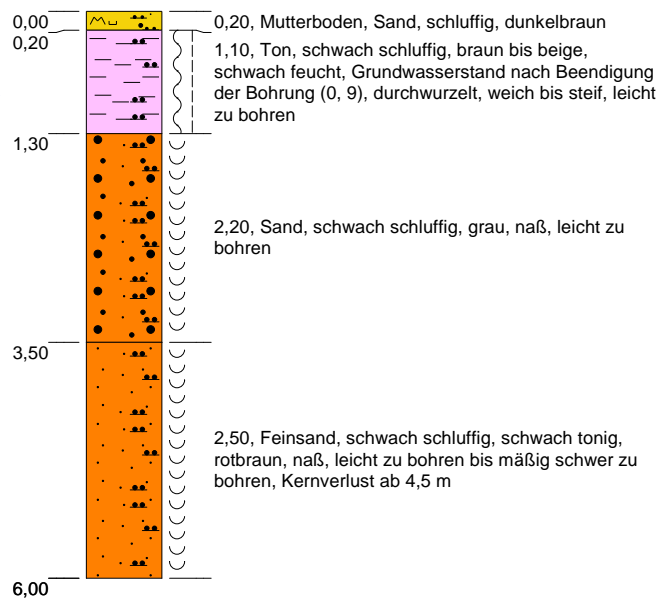 0,00
0,20, Mutterboden, Sand, schluffig, dunkelbraun
0,20
1,10, Ton, schwach schluffig, braun bis beige,
schwach feucht, Grundwasserstand nach Beendigung
der Bohrung (0, 9), durchwurzelt, weich bis steif, leicht
zu bohren
1,30
2,20, Sand, schwach schluffig, grau, naß, leicht zu
bohren
3,50
2,50, Feinsand, schwach schluffig, schwach tonig,
rotbraun, naß, leicht zu bohren bis mäßig schwer zu
bohren, Kernverlust ab 4,5 m
6,00